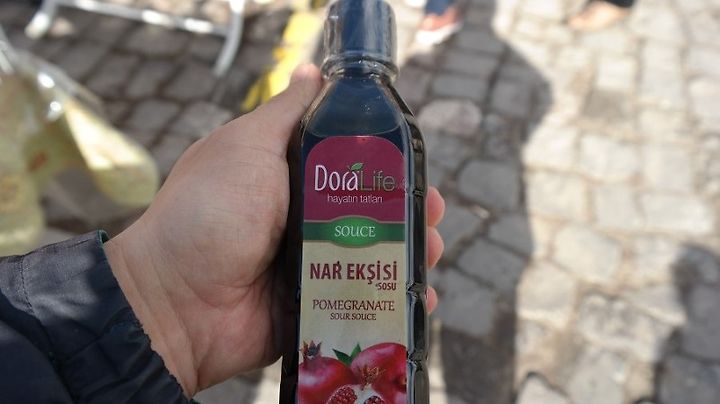 DoraLife
hayatın tatları
SOUCE
NAR EKŞİSİ
SOSU
POMEGRANATE
SOUR SOUCE